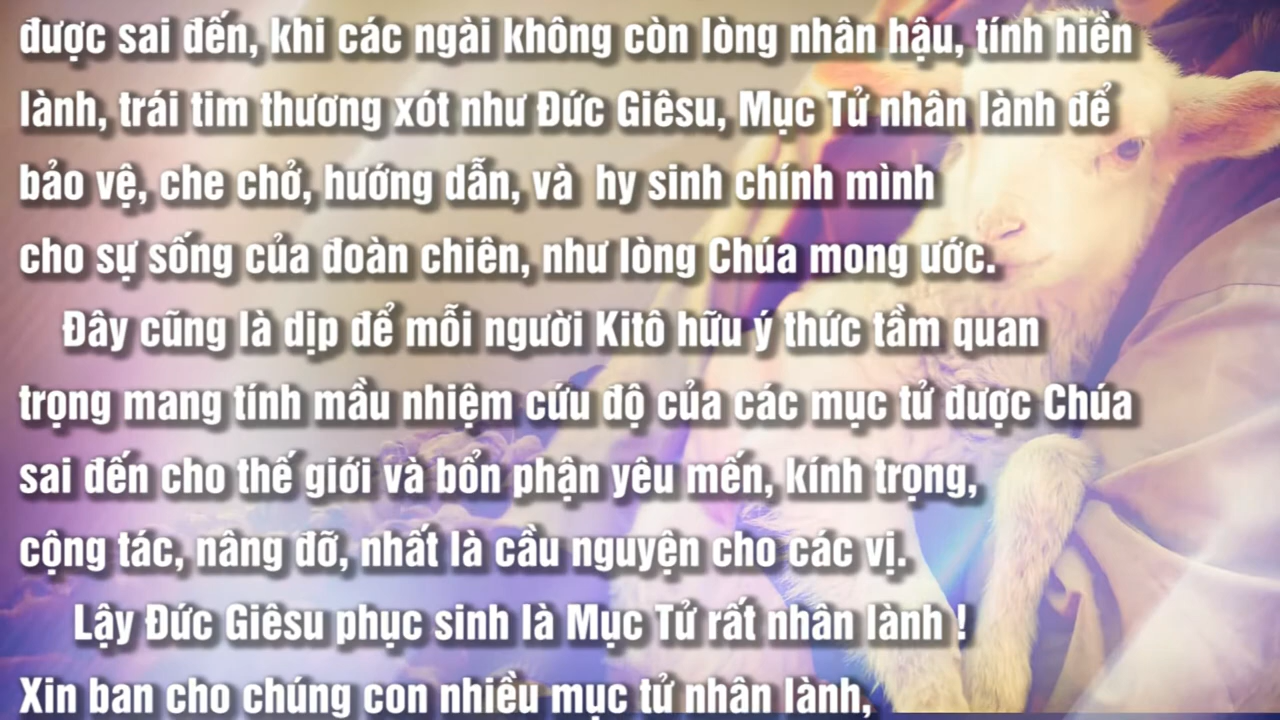 được sai đến, khi các ngài không còn lòng nhân hậu, tính hiền
lành, trái tim thương xót như Đức Giêsu, Mục Tử nhân lành để
bảo vệ, che chở, hướng dẫn, và hy sinh chính mình
cho sự sống của đoàn chiên, như lòng Chúa mong ước.
Đây cũng là dịp để mỗi người Kitô hữu ý thức tầm quan
trọng mang tính mầu nhiệm cứu độ của các mục tử được Chúa
sai đến cho thế giới và bổn phận yêu mến, kính trọng,
cộng tác, nâng đỡ, nhất là cầu nguyện cho các vị.
Lậy Đức Giêsu phục sinh là Mục Tử rất nhân lành !
Xin ban cho chúng con nhiều mục tử nhân lành,